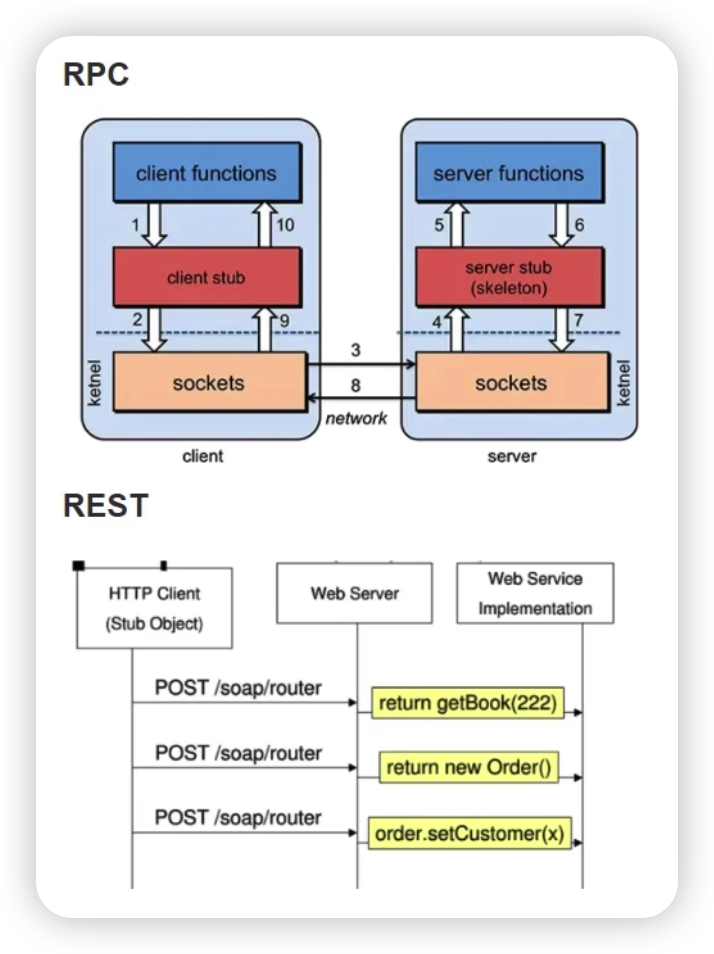 RPC
client functions
server functions
1
10
5
6
client stub
server stub
(skeleton)
2
9
4
7
ketnel
sockets
3
8
network
sockets
ketnel
client
server
REST
HTTP Client
(Stub Object)
Web Server
Web Service
Implementation
POST /soap/router
return getBook(222)
POST /soap/router
return new Order()
POST /soap/router
order.setCustomer(x)